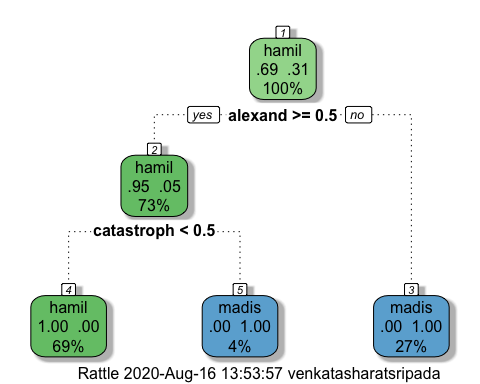 1
hamil
.69 .31
100%
yes alexand >= 0.5 no
2
hamil
.95 .05
73%
catastroph < 0.5
4
hamil
1.00 .00
69%
5
madis
.00 1.00
4%
3
madis
.00 1.00
27%
Rattle 2020-Aug-16 13:53:57 venkatasharatsripada